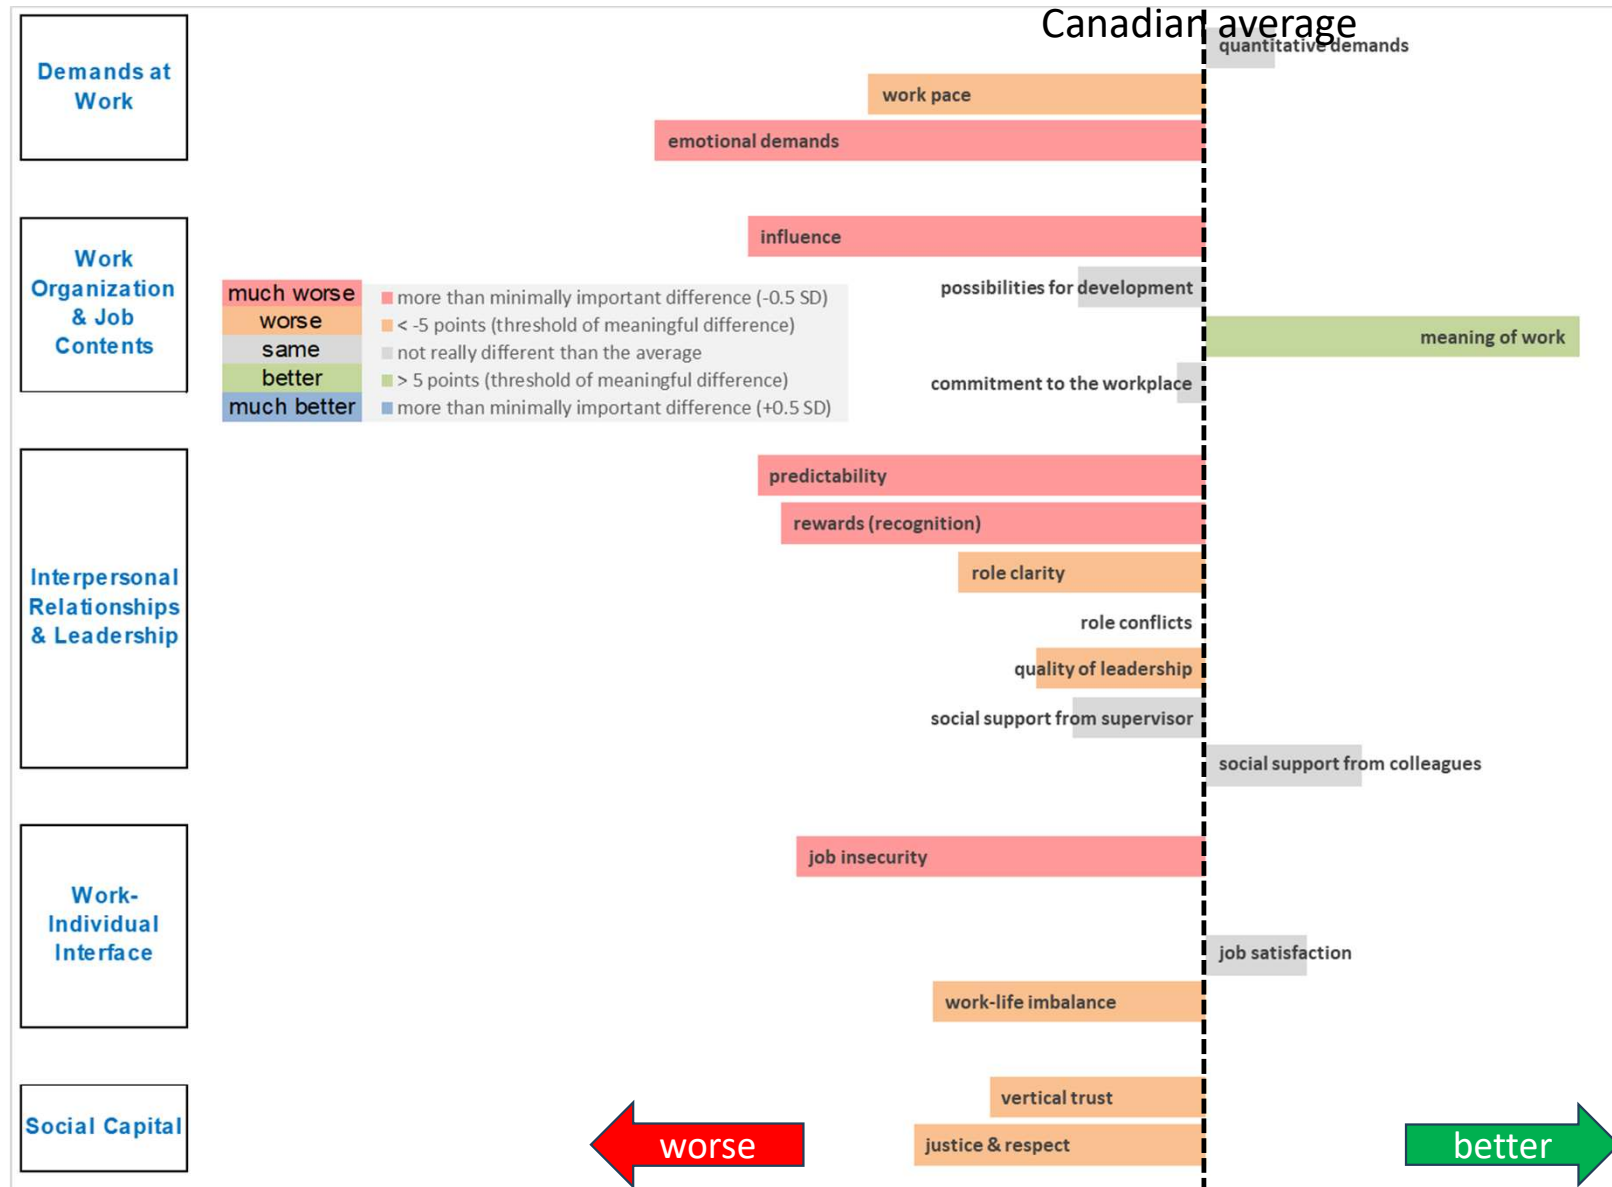 Canadian average
Demands at
Work
quantitative demands
work pace
emotional demands
Work
Organization
& Job
Contents
influence
possibilities for development
meaning of work
commitment to the workplace
much worse
more than minimally important difference (-0.5 SD)
worse
< -5 points (threshold of meaningful difference)
same
not really different than the average
better
> 5 points (threshold of meaningful difference)
much better
more than minimally important difference (+0.5 SD)
Interpersonal
Relationships
& Leadership
predictability
rewards (recognition)
role clarity
role conflicts
quality of leadership
social support from supervisor
social support from colleagues
Work-
Individual
Interface
job insecurity
job satisfaction
work-life imbalance
Social Capital
vertical trust
justice & respect
worse
better